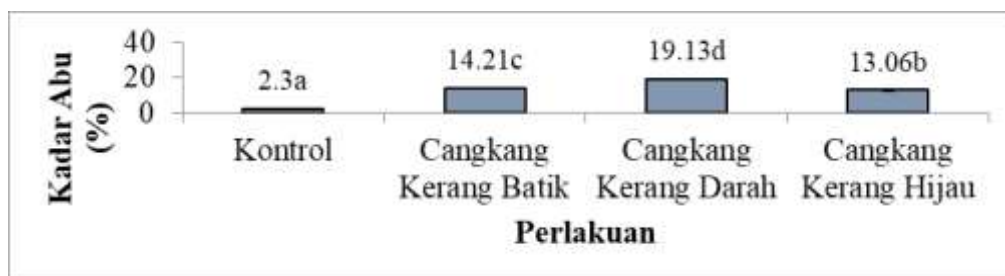 Kadar Abu
(%)
40
20
0
2.3a
14.21c
19.13d
13.06b
Kontrol
Cangkang
Kerang Batik
Cangkang
Kerang Darah
Cangkang
Kerang Hijau
Perlakuan